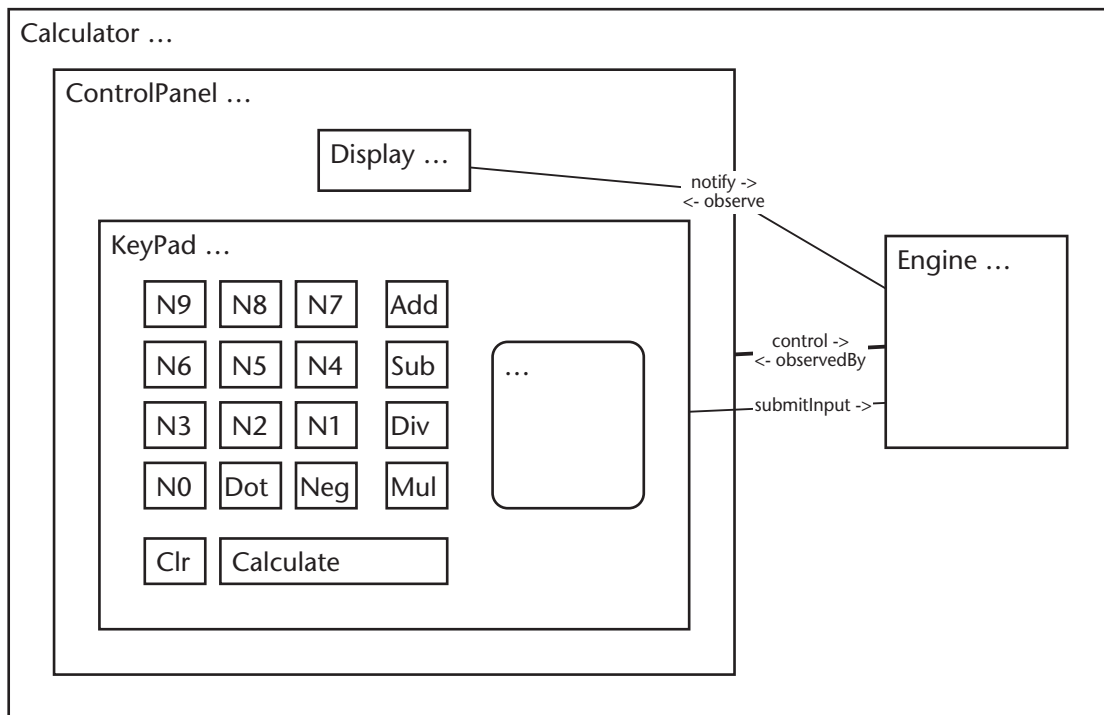 Calculator …
ControlPanel …
Display …
notify ->
<- observe
KeyPad …
Engine …
N9 N8 N7 Add
control ->
<- observedBy
N6 N5 N4 Sub
…
submitInput ->
N3 N2 N1 Div
N0 Dot Neg Mul
Clr Calculate